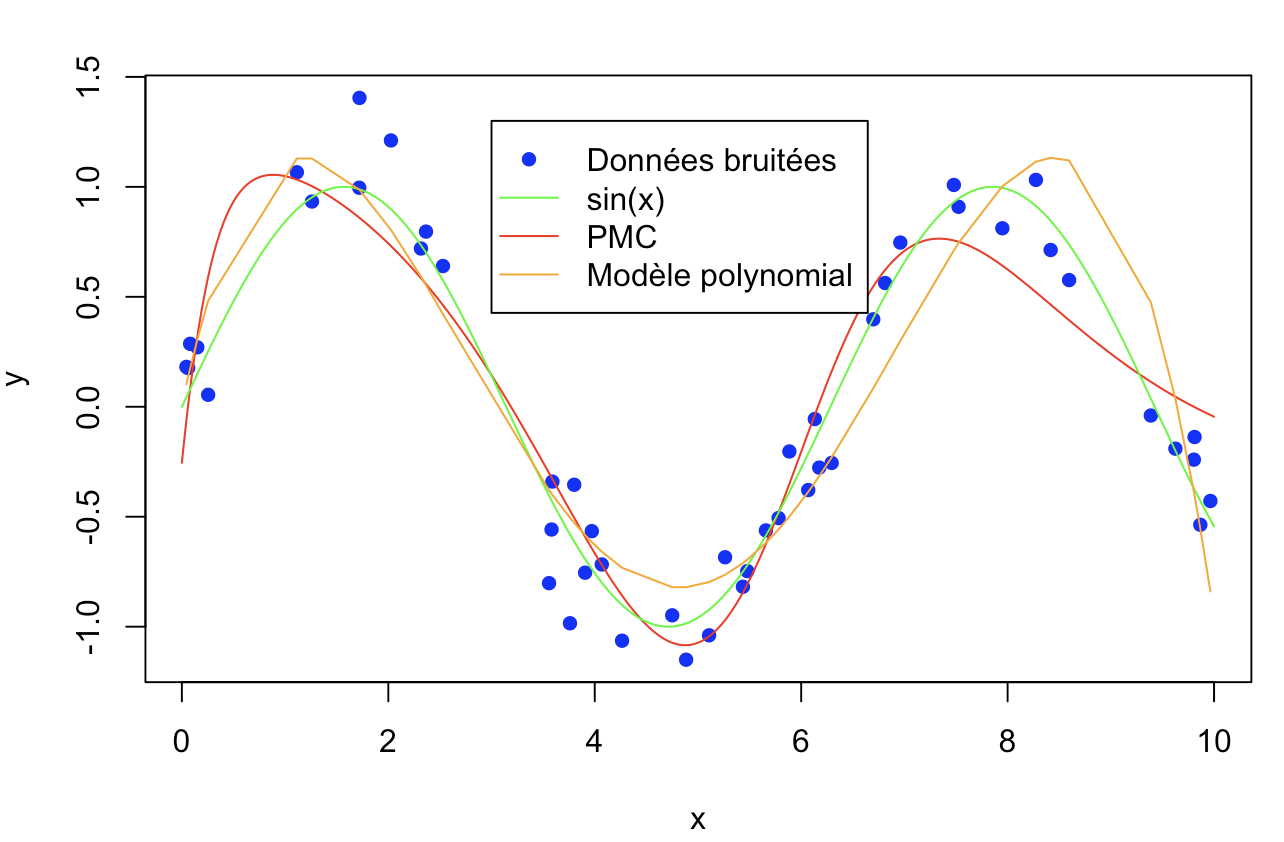 1.5
1.0
0.5
0.0
-0.5
-1.0
y
Données bruitées
sin(x)
PMC
Modèle polynomial
0 2 4 6 8 10
x